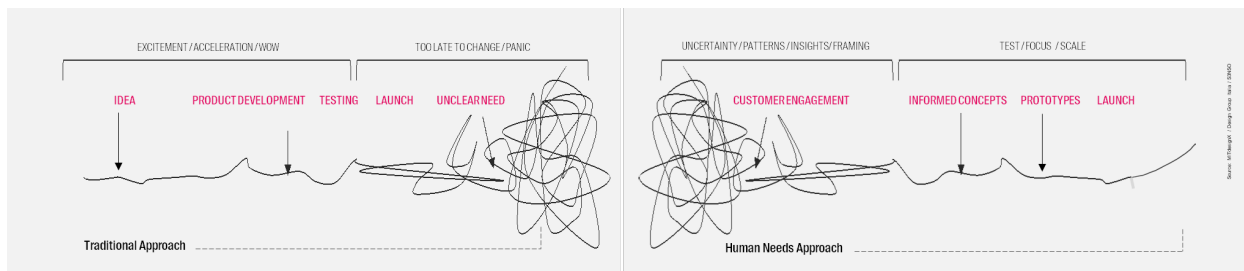 EXCITEMENT / ACCELERATION / WOW
TOO LATE TO CHANGE / PANIC
IDEA
PRODUCT DEVELOPMENT
TESTING
LAUNCH
UNCLEAR NEED
Traditional Approach
UNCERTAINTY / PATTERNS / INSIGHTS / FRAMING
TEST / FOCUS / SCALE
CUSTOMER ENGAGEMENT
INFORMED CONCEPTS
PROTOTYPES
LAUNCH
Human Needs Approach